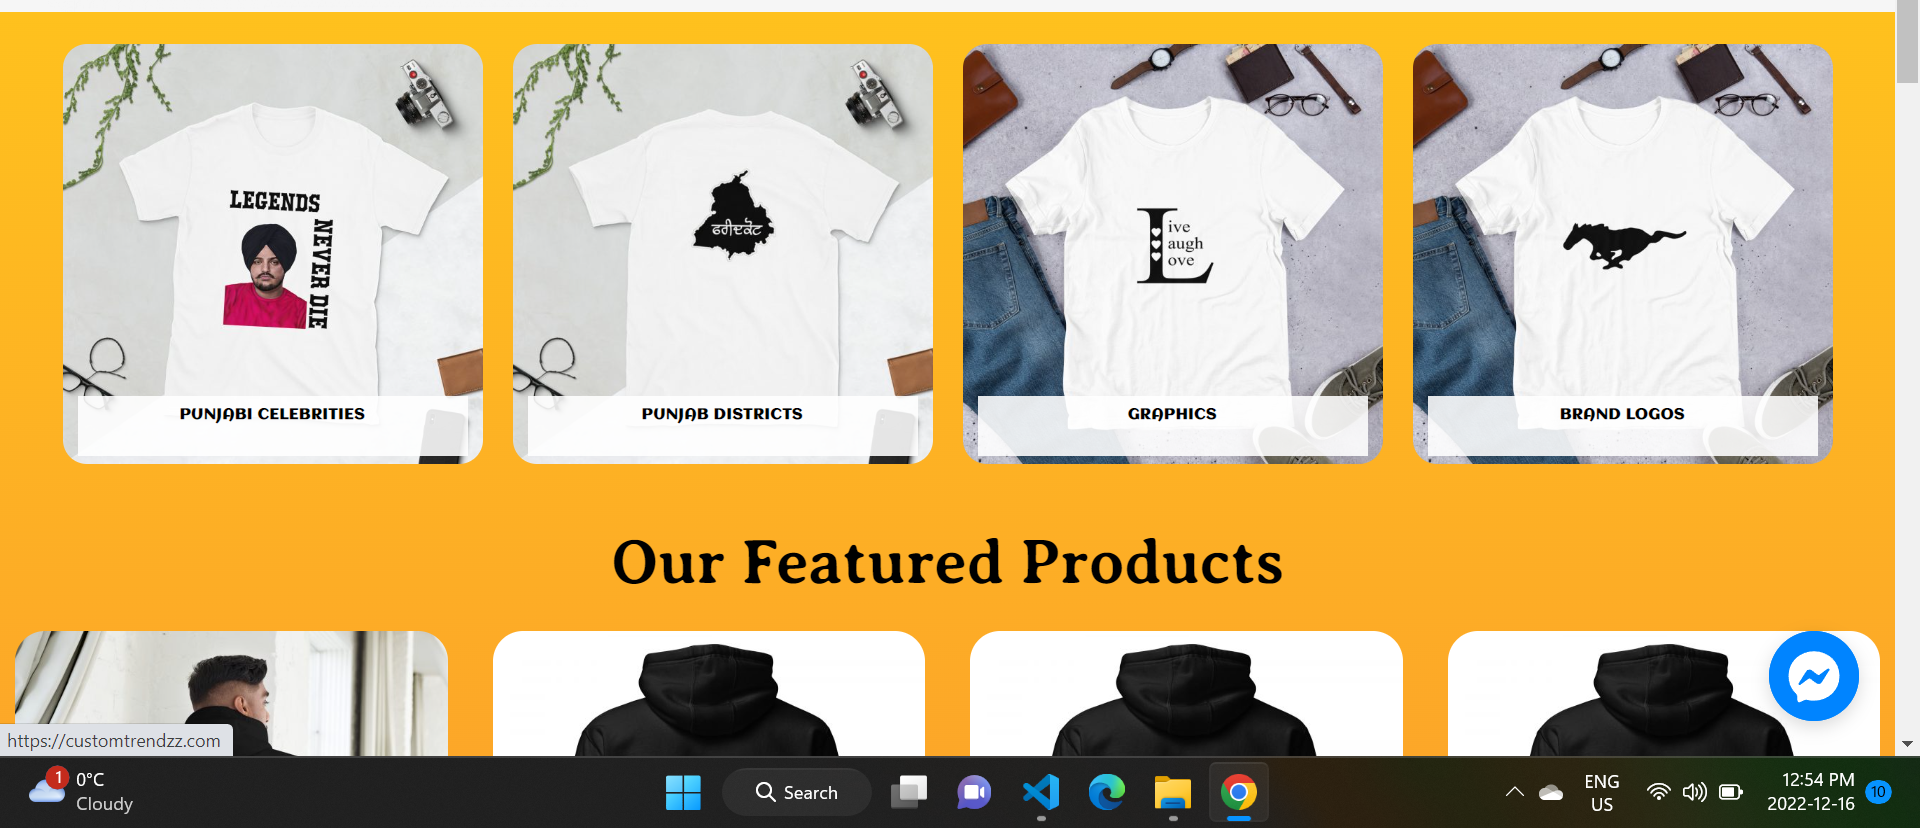 LEGENDS
NEVER DIE
ਫਰੀਦਕੋਟ
Live
augh
ove
PUNJABI CELEBRITIES
PUNJAB DISTRICTS
GRAPHICS
BRAND LOGOS
Our Featured Products
https://customtrendzz.com
1
0°C
Cloudy
Search
ENG
US
12:54 PM
2022-12-16
10